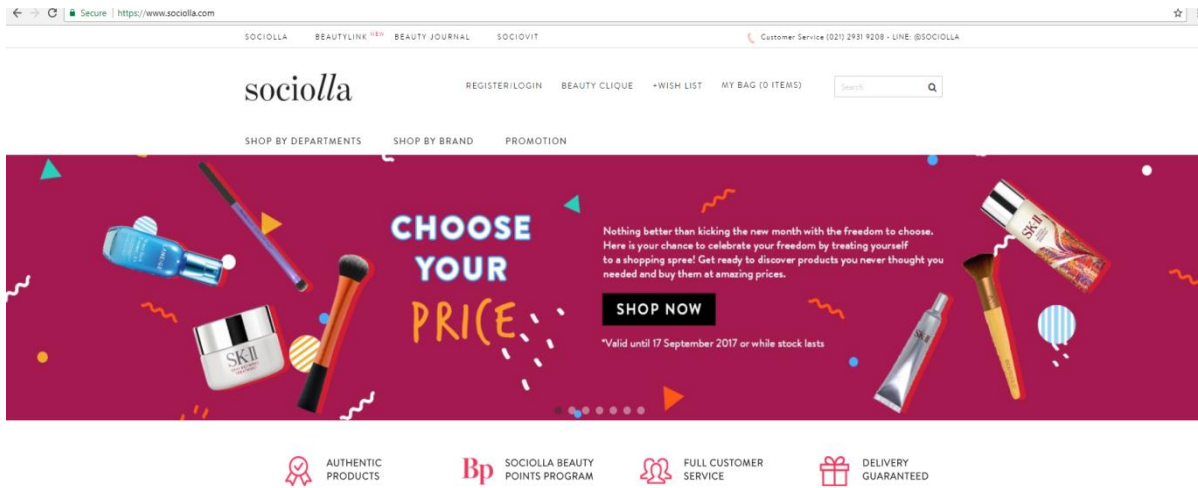 Secure | https://www.sociolla.com
SOCIOLLA BEAUTYLINK NEW BEAUTY JOURNAL SOCIOVIT Customer Service (021) 2931 9208 - LINE: @SOCIOLLA
sociolla REGISTER/LOGIN BEAUTY CLIQUE +WISH LIST MY BAG (0 ITEMS) Search
SHOP BY DEPARTMENTS SHOP BY BRAND PROMOTION
CHOOSE
YOUR
PRICE
Nothing better than kicking the new month with the freedom to choose.
Here is your chance to celebrate your freedom by treating yourself
to a shopping spree! Get ready to discover products you never thought you
needed and buy them at amazing prices.
SHOP NOW
*Valid until 17 September 2017 or while stock lasts
SK-II
SK-II
SK-II
AUTHENTIC
PRODUCTS
Bp SOCIOLLA BEAUTY
POINTS PROGRAM
FULL CUSTOMER
SERVICE
DELIVERY
GUARANTEED